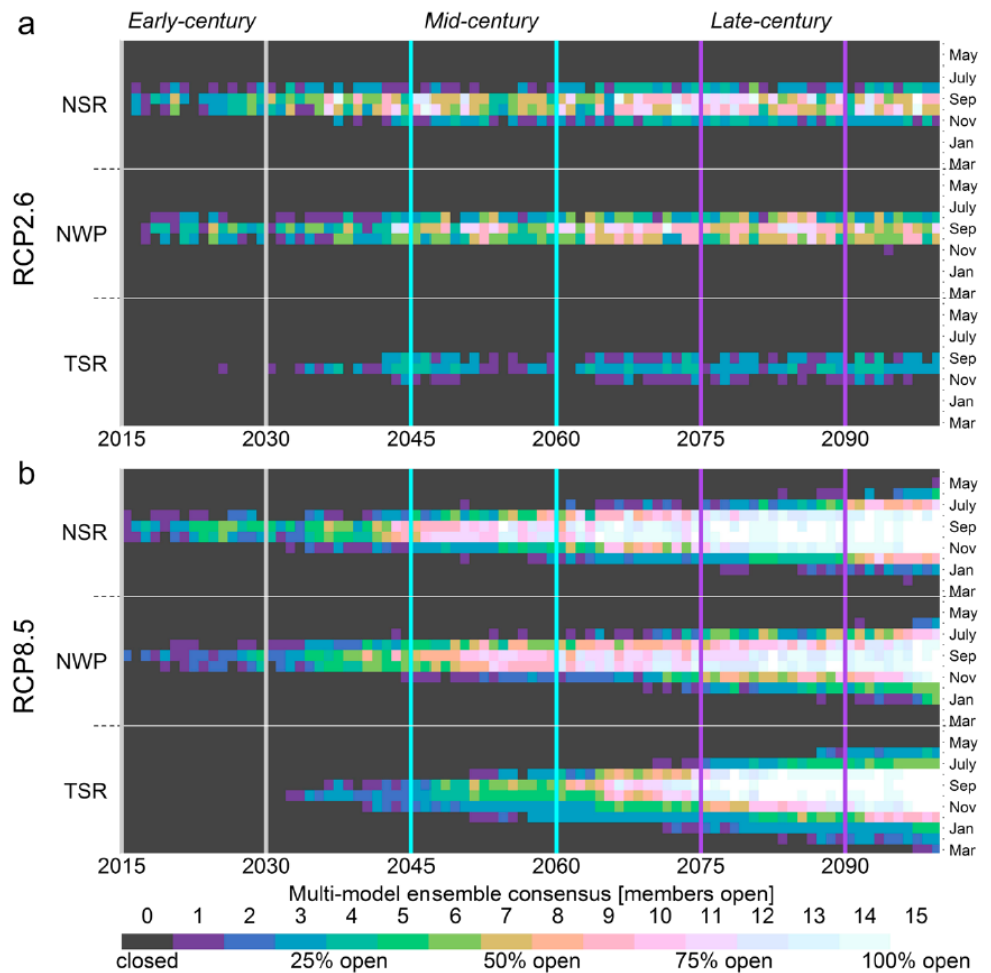 a
Early-century Mid-century Late-century
RCP2.6
NSR
May
July
Sep
Nov
Jan
Mar
NWP
May
July
Sep
Nov
Jan
Mar
TSR
May
July
Sep
Nov
Jan
Mar
2015 2030 2045 2060 2075 2090
b
RCP8.5
NSR
May
July
Sep
Nov
Jan
Mar
NWP
May
July
Sep
Nov
Jan
Mar
TSR
May
July
Sep
Nov
Jan
Mar
2015 2030 2045 2060 2075 2090
Multi-model ensemble consensus [members open]
0 1 2 3 4 5 6 7 8 9 10 11 12 13 14 15
closed 25% open 50% open 75% open 100% open